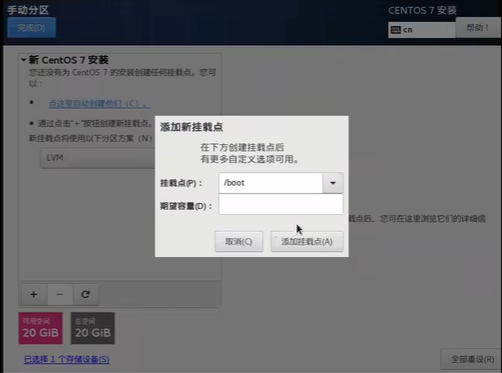 手动分区
CENTOS 7 安装
完成(D)
cn
帮助！
新 CentOS 7 安装
您还没有为 CentOS 7 的安装创建任何挂载点。您可
以：
点这里自动创建他们（C）。
通过点击"+"按钮创建新挂载点。
新挂载点将使用以下分区方案（N）
LVM
添加新挂载点
在下方创建挂载点后
有更多自定义选项可用。
挂载点(P)：
/boot
期望容量(D)：
取消(C)
添加挂载点(A)
载点后，您可在这里浏览它们的详细信
+
−
可用空间
20 GiB
总空间
20 GiB
已选择 1 个存储设备(S)
全部重设(R)